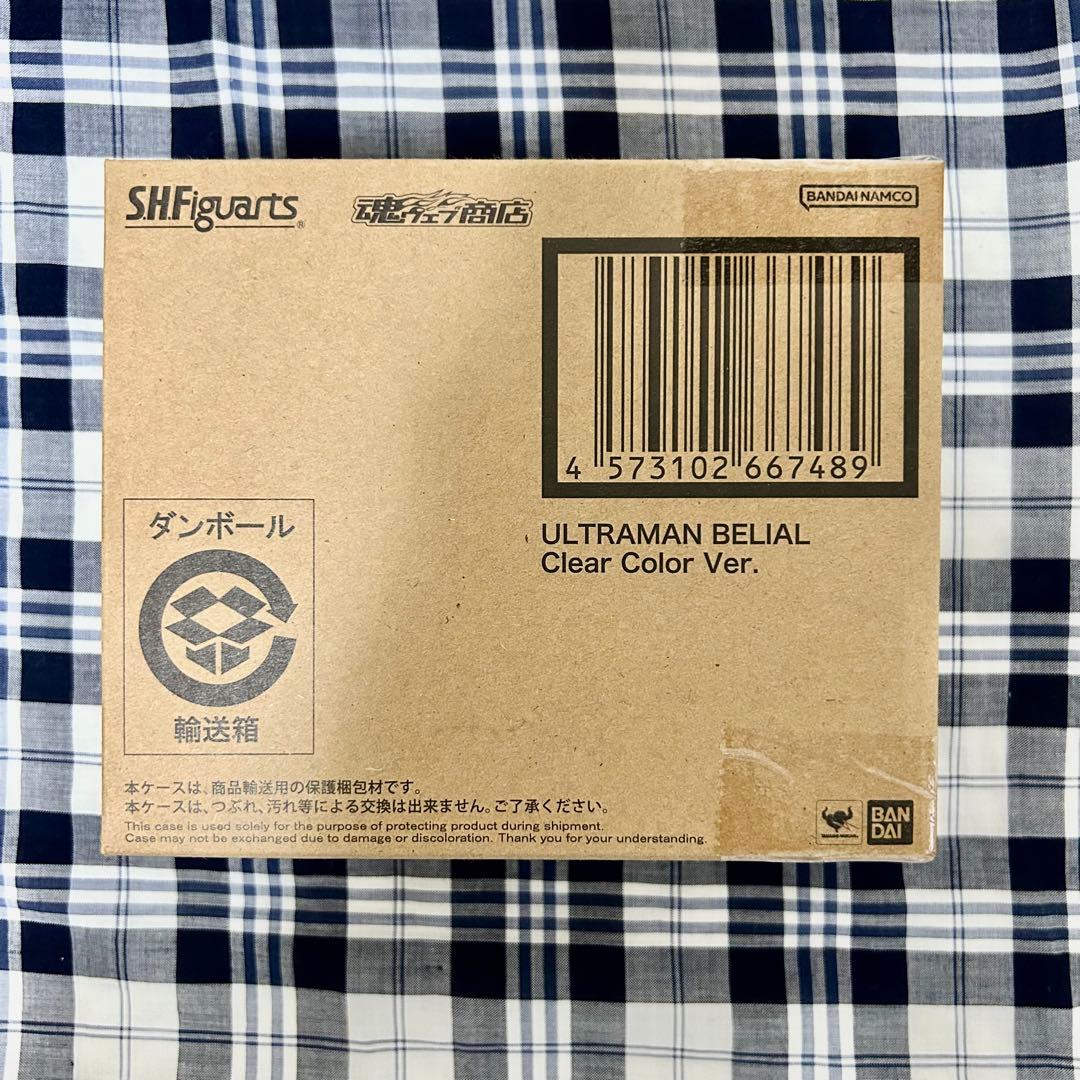 S.H.Figuarts®
魂ウェブ商店
BANDAI NAMCO
4 573102 667489
ULTRAMAN BELIAL
Clear Color Ver.
ダンボール
輸送箱
本ケースは、商品輸送用の保護梱包材です。
本ケースは、つぶれ、汚れ等による交換は出来ません。ご了承ください。
This case is used solely for the purpose of protecting product during shipment.
Case may not be exchanged due to damage or discoloration. Thank you for your understanding.
BAN
DAI